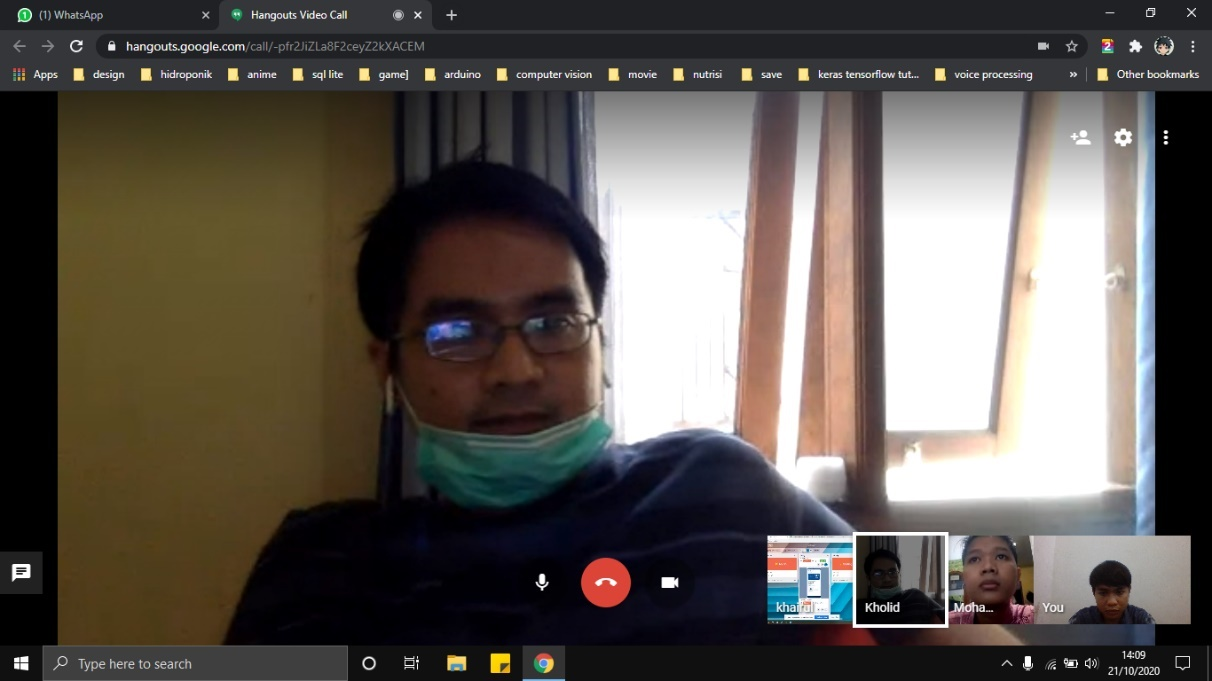 (1) WhatsApp
Hangouts Video Call
hangouts.google.com/call/-pfr2JiZLa8F2ceyZ2kXACEM
2
Apps design hidroponik anime sql lite game] arduino computer vision movie nutrisi save keras tensorflow tut... voice processing » Other bookmarks
khairul Kholid Moha... You
Type here to search
14:09
21/10/2020